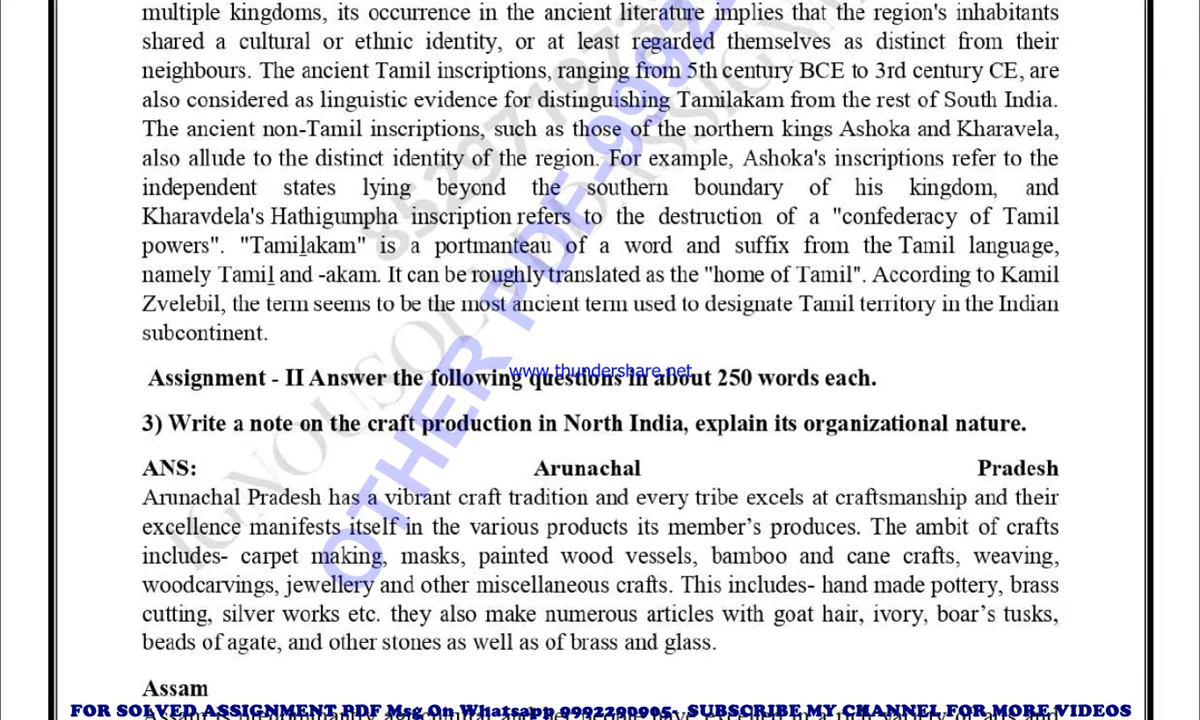 multiple kingdoms, its occurrence in the ancient literature implies that the region's inhabitants
shared a cultural or ethnic identity, or at least regarded themselves as distinct from their
neighbours. The ancient Tamil inscriptions, ranging from 5th century BCE to 3rd century CE, are
also considered as linguistic evidence for distinguishing Tamilakam from the rest of South India.
The ancient non-Tamil inscriptions, such as those of the northern kings Ashoka and Kharavela,
also allude to the distinct identity of the region. For example, Ashoka's inscriptions refer to the
independent states lying beyond the southern boundary of his kingdom, and
Kharavdela's Hathigumpha inscription refers to the destruction of a "confederacy of Tamil
powers". "Tamiḻakam" is a portmanteau of a word and suffix from the Tamil language,
namely Tamiḻ and -akam. It can be roughly translated as the "home of Tamil". According to Kamil
Zvelebil, the term seems to be the most ancient term used to designate Tamil territory in the Indian
subcontinent.
www.thundershare.net
Assignment - II Answer the following questions in about 250 words each.
3) Write a note on the craft production in North India, explain its organizational nature.
ANS: Arunachal Pradesh
Arunachal Pradesh has a vibrant craft tradition and every tribe excels at craftsmanship and their
excellence manifests itself in the various products its member’s produces. The ambit of crafts
includes- carpet making, masks, painted wood vessels, bamboo and cane crafts, weaving,
woodcarvings, jewellery and other miscellaneous crafts. This includes- hand made pottery, brass
cutting, silver works etc. they also make numerous articles with goat hair, ivory, boar’s tusks,
beads of agate, and other stones as well as of brass and glass.
Assam
FOR SOLVED ASSIGNMENT PDF Msg On Whatsapp 9992290905- SUBSCRIBE MY CHANNEL FOR MORE VIDEOS
OTHER PDF-9992